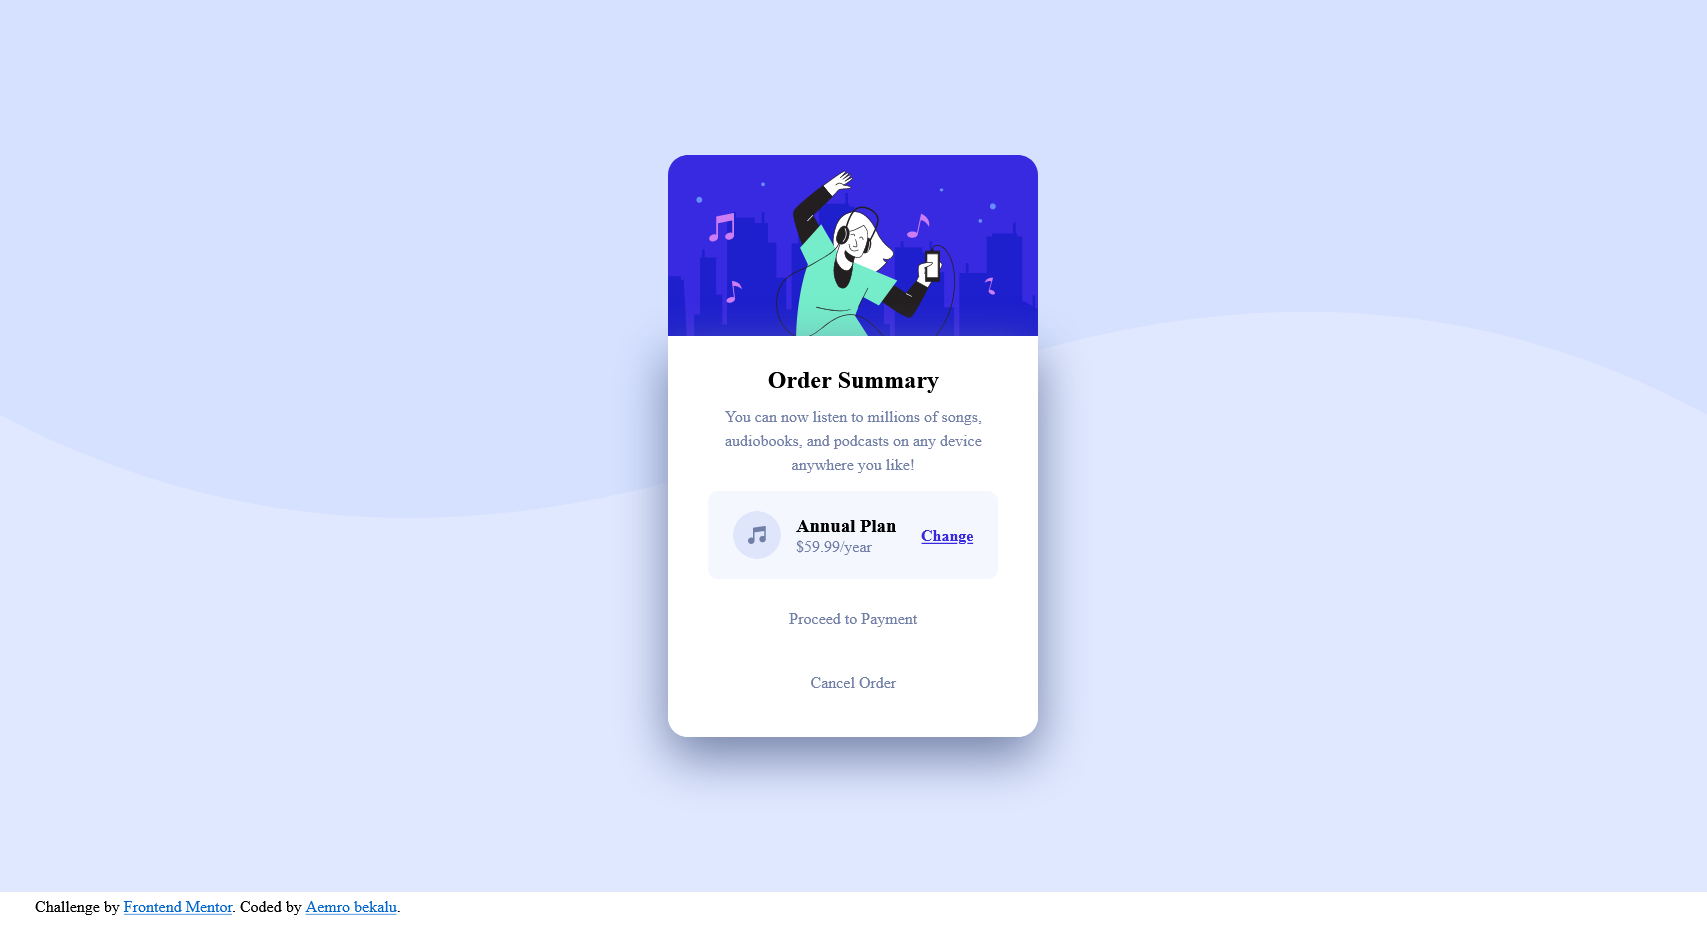 Order Summary
You can now listen to millions of songs,
audiobooks, and podcasts on any device
anywhere you like!
Annual Plan
$59.99/year
Change
Proceed to Payment
Cancel Order
Challenge by Frontend Mentor. Coded by Aemro bekalu.